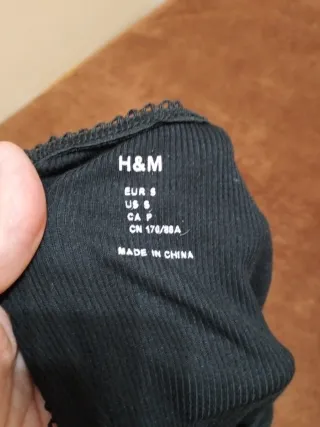 H&M
EUR S
US S
CA P
CN 170/88A
MADE IN CHINA